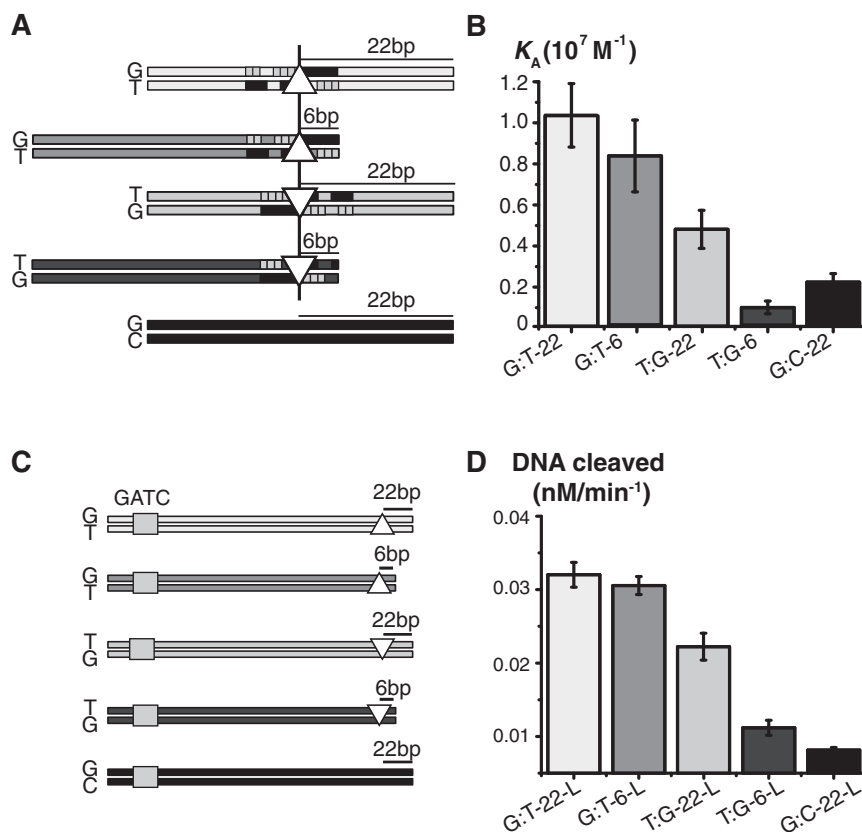 A
22bp
G
T
6bp
G
T
22bp
T
G
6bp
T
G
22bp
G
C
B
K_A (10^7 M^-1)
1.2
1.0
0.8
0.6
0.4
0.2
0
G:T-22
G:T-6
T:G-22
T:G-6
G:C-22
C
GATC
22bp
G
T
6bp
G
T
22bp
T
G
6bp
T
G
22bp
G
C
D
DNA cleaved
(nM/min^-1)
0.04
0.03
0.02
0.01
G:T-22-L
G:T-6-L
T:G-22-L
T:G-6-L
G:C-22-L